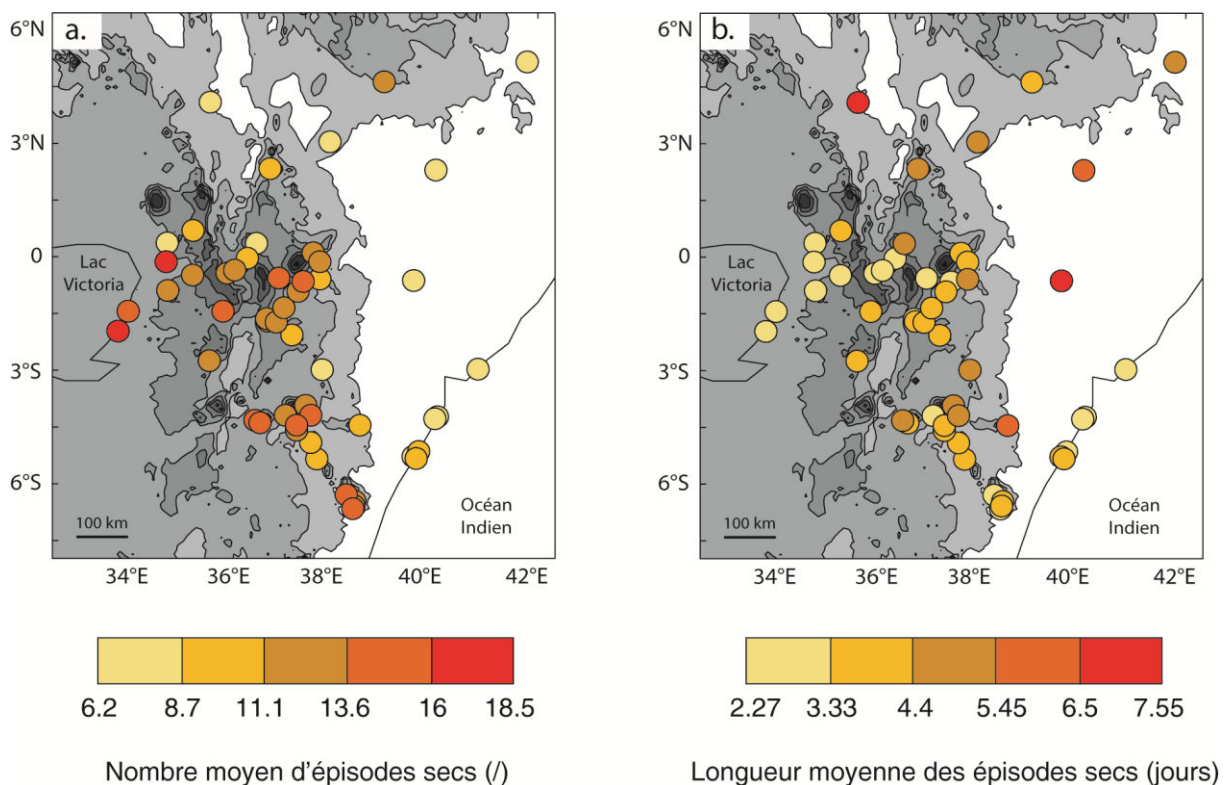 a.
6°N
3°N
0
3°S
6°S
Lac
Victoria
100 km
Océan
Indien
34°E 36°E 38°E 40°E 42°E
6.2 8.7 11.1 13.6 16 18.5
Nombre moyen d'épisodes secs (/)
b.
6°N
3°N
0
3°S
6°S
Lac
Victoria
100 km
Océan
Indien
34°E 36°E 38°E 40°E 42°E
2.27 3.33 4.4 5.45 6.5 7.55
Longueur moyenne des épisodes secs (jours)